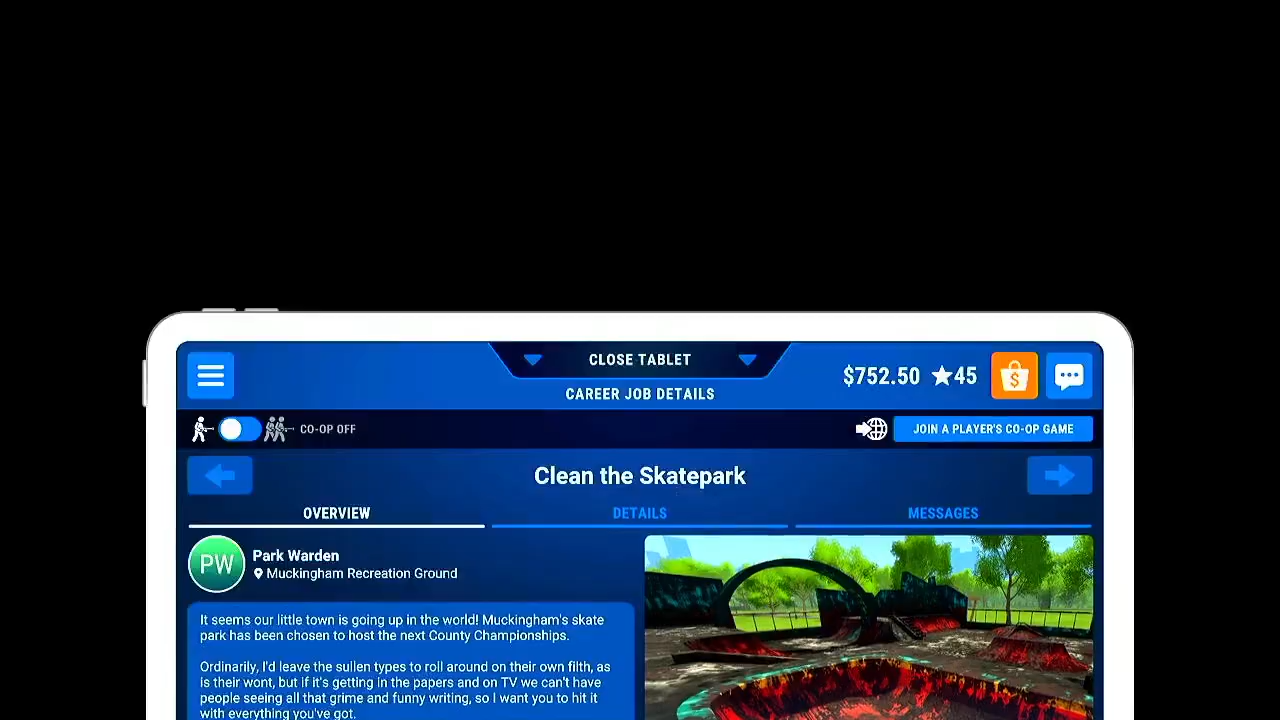 CLOSE TABLET
$752.50 ★45
$
CAREER JOB DETAILS
CO-OP OFF
JOIN A PLAYER'S CO-OP GAME
Clean the Skatepark
OVERVIEW
DETAILS
MESSAGES
PW
Park Warden
Muckingham Recreation Ground
It seems our little town is going up in the world! Muckingham's skate
park has been chosen to host the next County Championships.
Ordinarily, I'd leave the sullen types to roll around on their own filth, as
is their wont, but if it's getting in the papers and on TV we can't have
people seeing all that grime and funny writing, so I want you to hit it
with everything you've got.